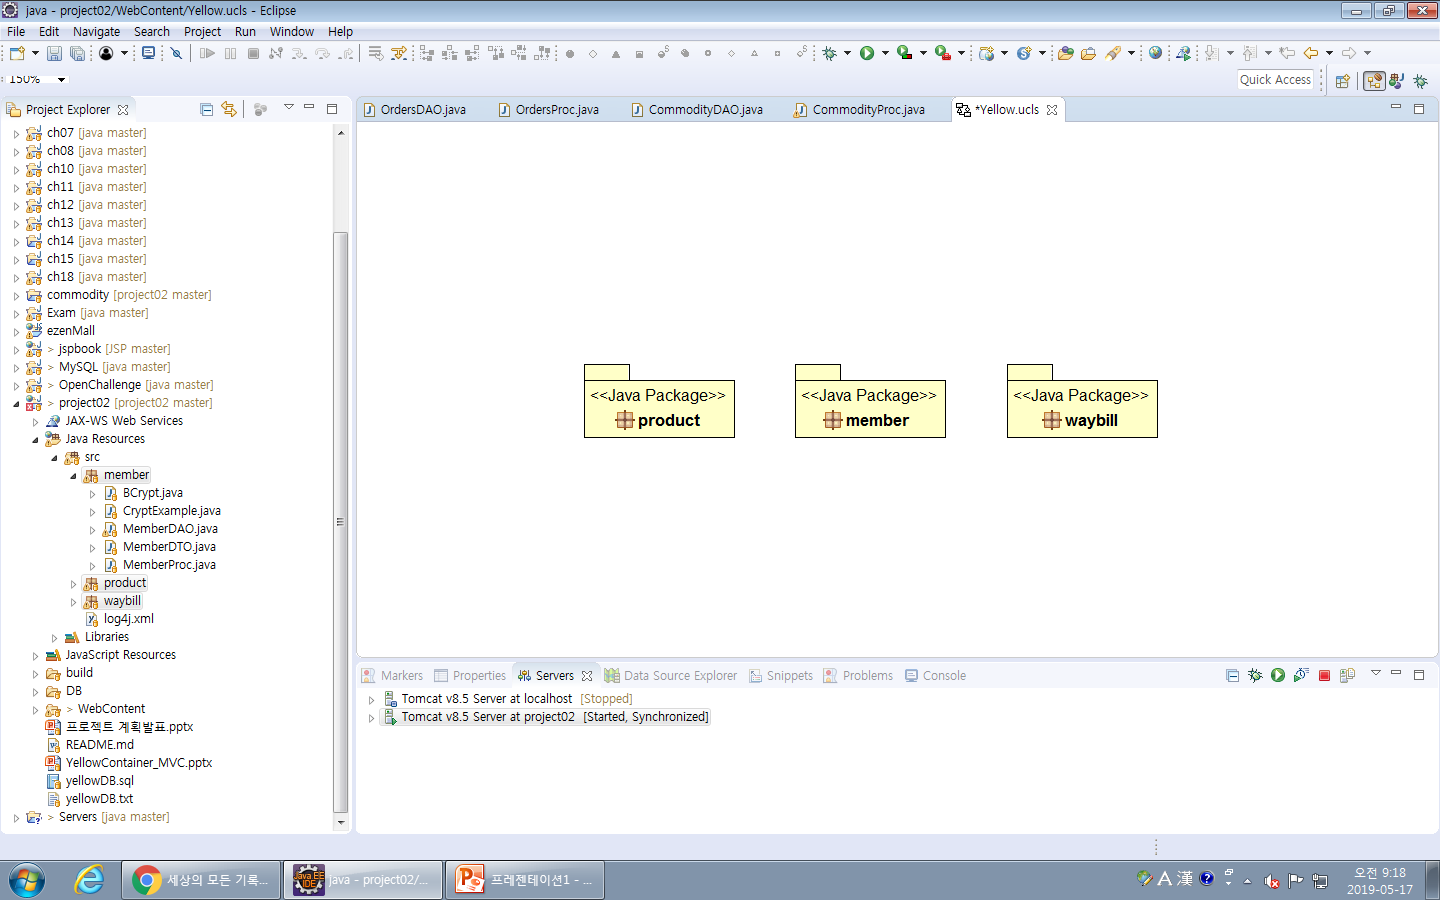 java - project02/WebContent/Yellow.ucls - Eclipse
File Edit Navigate Search Project Run Window Help
150%
Quick Access
Project Explorer
OrdersDAO.java OrdersProc.java CommodityDAO.java CommodityProc.java *Yellow.ucls
ch07 [java master]
ch08 [java master]
ch10 [java master]
ch11 [java master]
ch12 [java master]
ch13 [java master]
ch14 [java master]
ch15 [java master]
ch18 [java master]
commodity [project02 master]
Exam [java master]
ezenMall
> jspbook [JSP master]
> MySQL [java master]
> OpenChallenge [java master]
> project02 [project02 master]
JAX-WS Web Services
Java Resources
src
member
BCrypt.java
CryptExample.java
MemberDAO.java
MemberDTO.java
MemberProc.java
product
waybill
log4j.xml
Libraries
JavaScript Resources
build
DB
> WebContent
프로젝트 계획발표.pptx
README.md
YellowContainer_MVC.pptx
yellowDB.sql
yellowDB.txt
> Servers [java master]
<<Java Package>>
product
<<Java Package>>
member
<<Java Package>>
waybill
Markers Properties Servers Data Source Explorer Snippets Problems Console
Tomcat v8.5 Server at localhost [Stopped]
Tomcat v8.5 Server at project02 [Started, Synchronized]
세상의 모든 기록...
Java EE
IDE
java - project02/...
프레젠테이션1 - ...
A 漢
오전 9:18
2019-05-17